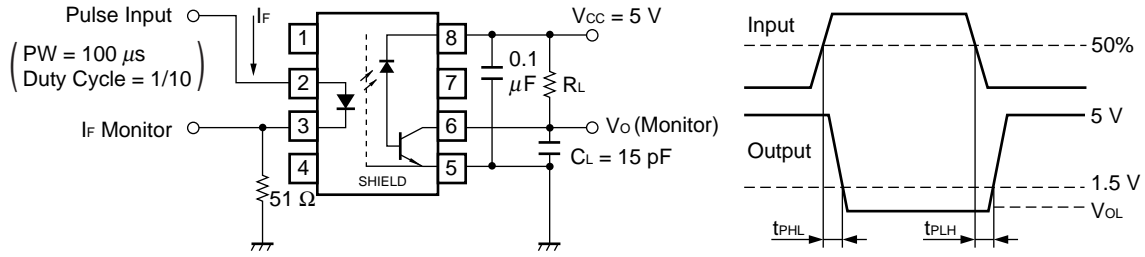 Pulse Input
IF
(PW = 100 μs
Duty Cycle = 1/10)
IF Monitor
51 Ω
1
2
3
4
SHIELD
8
7
6
5
VCC = 5 V
0.1
μF
RL
VO (Monitor)
CL = 15 pF
Input
50%
5 V
Output
1.5 V
VOL
tPHL
tPLH